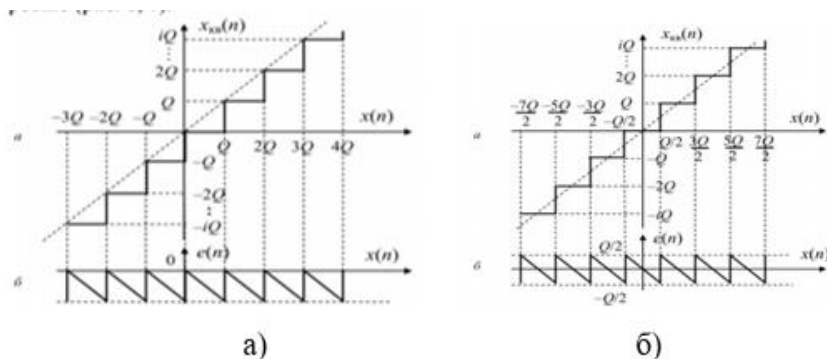 x_кв(n)
iQ
⋮
2Q
Q
−3Q −2Q −Q
x(n)
а
Q 2Q 3Q 4Q
−Q
−2Q
⋮
−iQ
0 e(n)
x(n)
б
а)
x_кв(n)
iQ
⋮
2Q
Q
−7Q/2 −5Q/2 −3Q/2 −Q/2
x(n)
а
Q/2 3Q/2 5Q/2 7Q/2
−Q
−2Q
−iQ
Q/2 e(n)
x(n)
б
−Q/2
б)